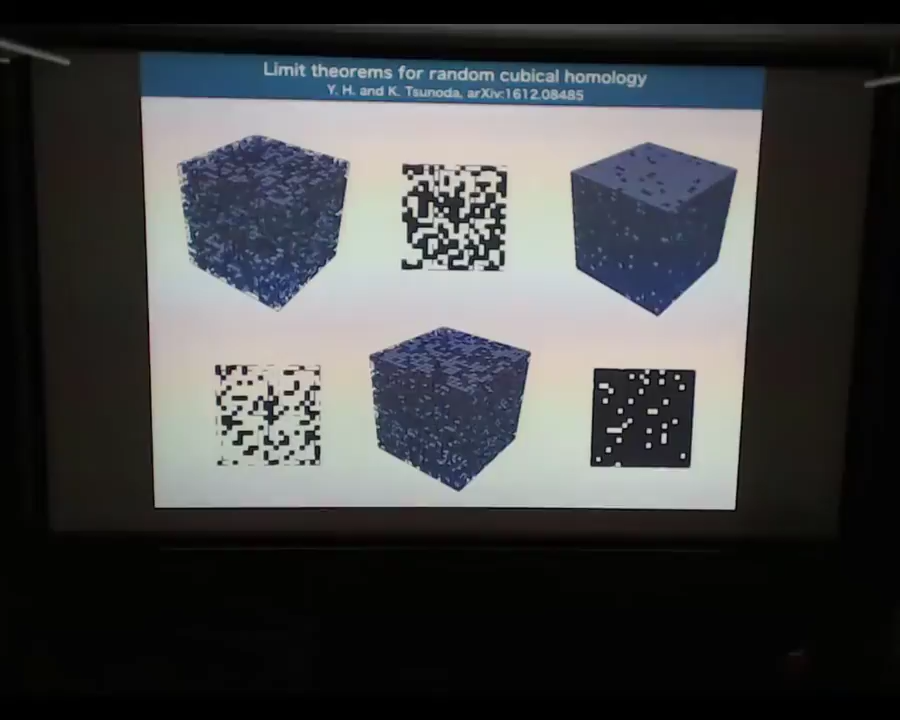 Limit theorems for random cubical homology
Y. H. and K. Tsunoda, arXiv:1612.08485